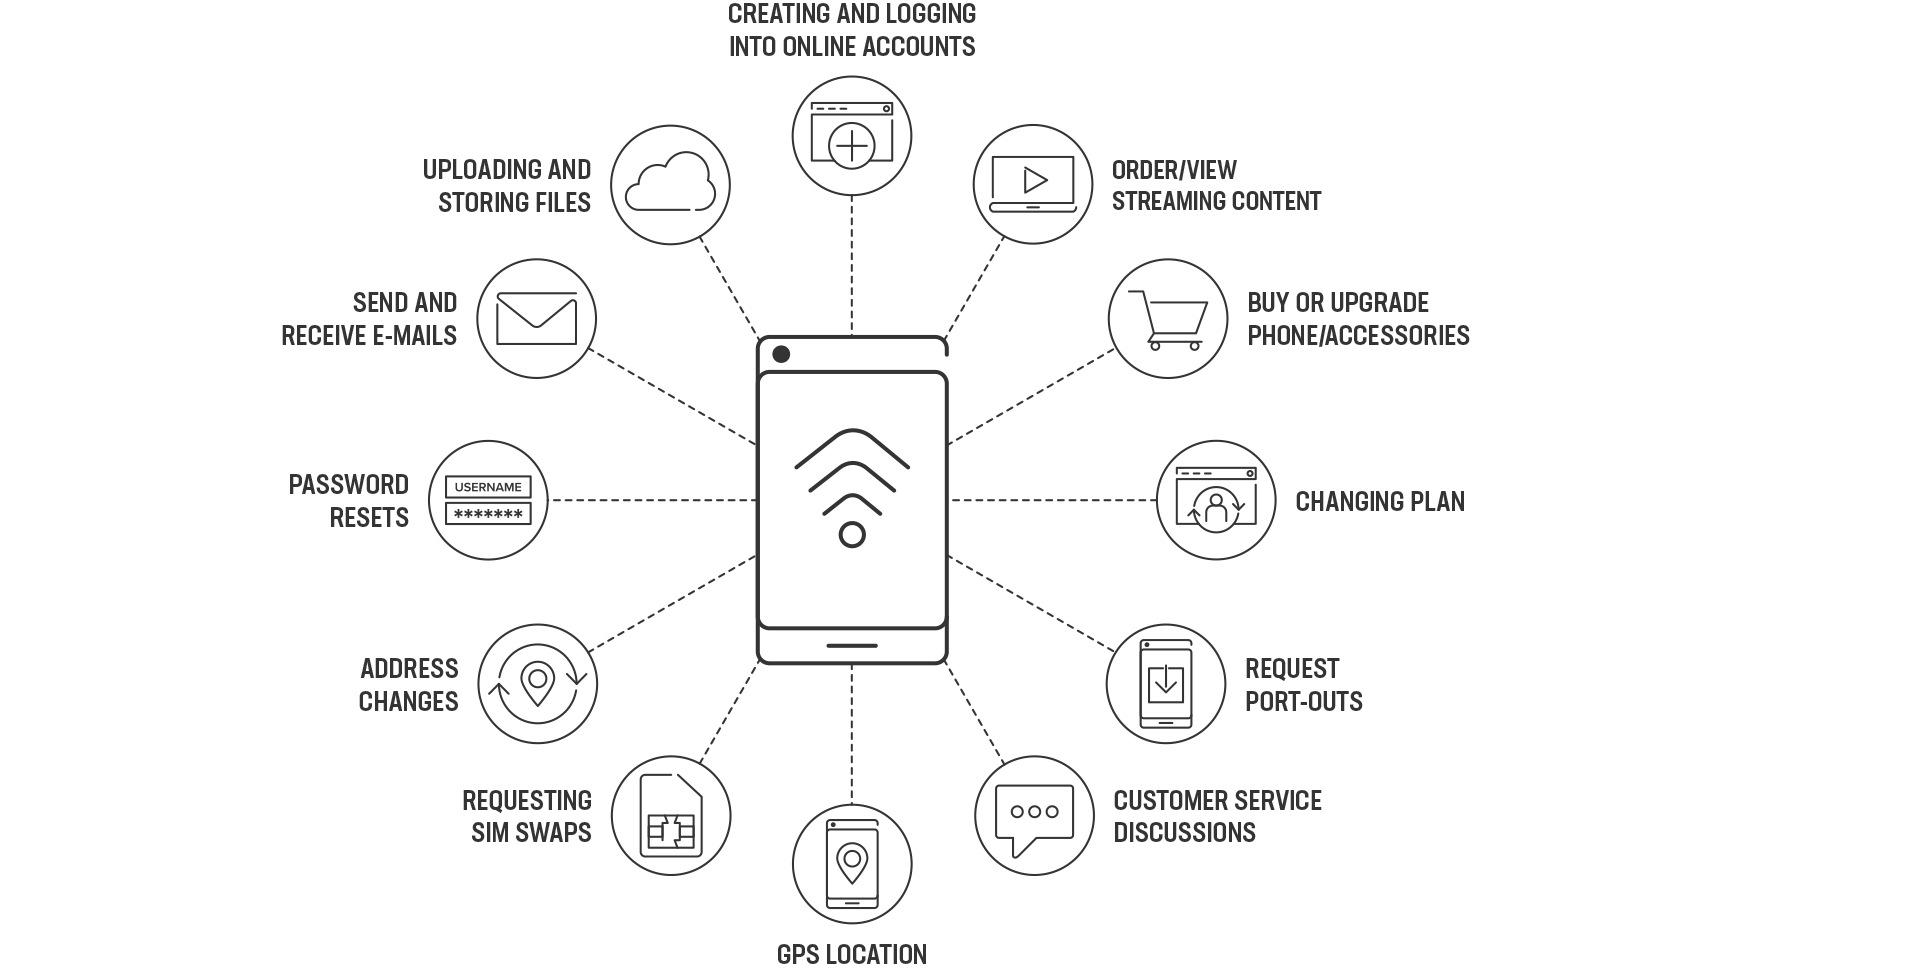 CREATING AND LOGGING
INTO ONLINE ACCOUNTS
UPLOADING AND
STORING FILES
ORDER/VIEW
STREAMING CONTENT
SEND AND
RECEIVE E-MAILS
BUY OR UPGRADE
PHONE/ACCESSORIES
PASSWORD
RESETS
USERNAME
*******
CHANGING PLAN
ADDRESS
CHANGES
REQUEST
PORT-OUTS
REQUESTING
SIM SWAPS
CUSTOMER SERVICE
DISCUSSIONS
GPS LOCATION